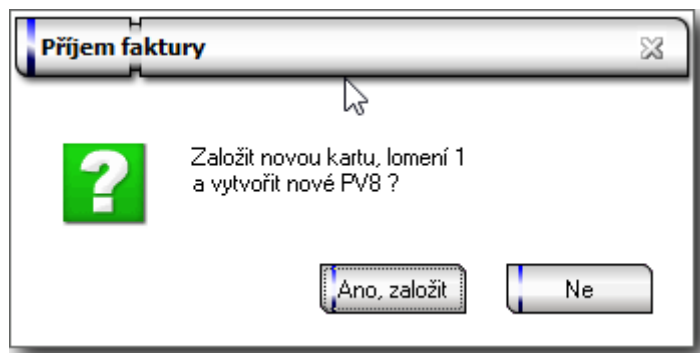 Příjem faktury
Založit novou kartu, lomení 1
a vytvořit nové PV8 ?
Ano, založit
Ne